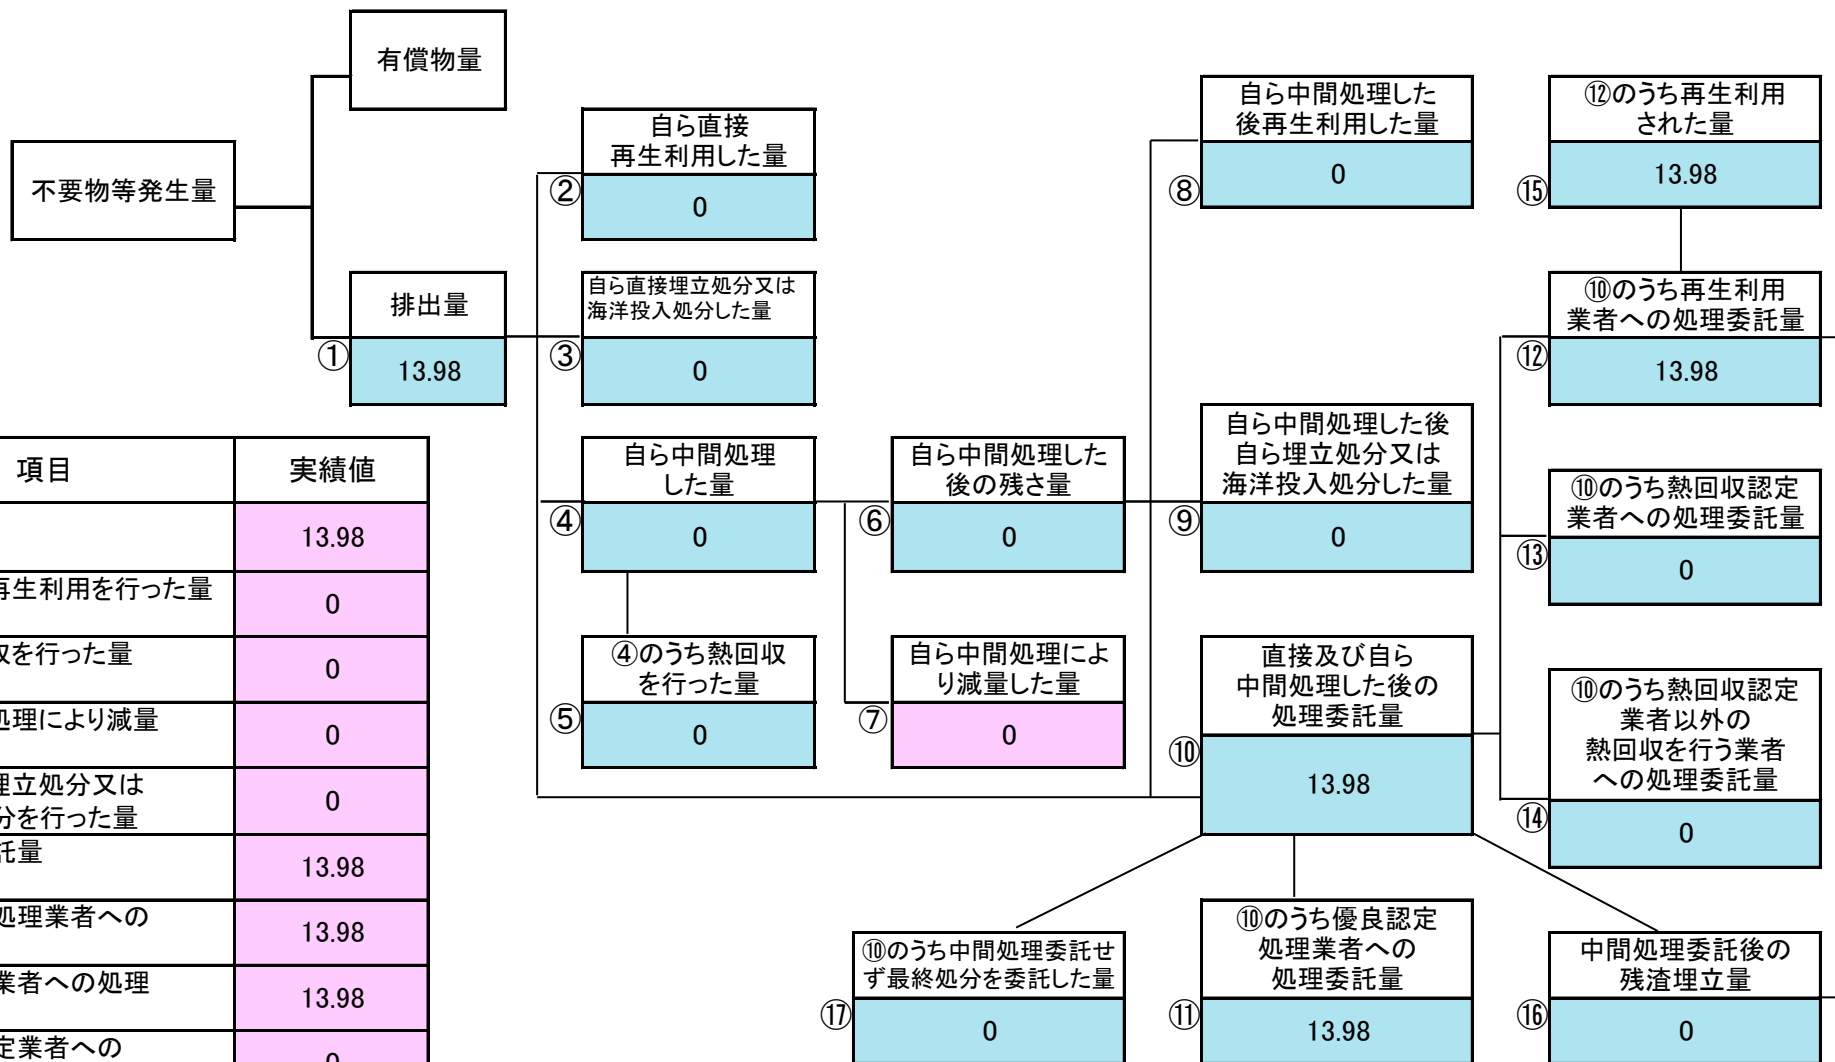 有償物量
不要物等発生量
排出量
①
13.98
自ら直接
再生利用した量
②
0
自ら直接埋立処分又は
海洋投入処分した量
③
0
自ら中間処理
した量
④
0
④のうち熱回収
を行った量
⑤
0
自ら中間処理した
後の残さ量
⑥
0
自ら中間処理によ
り減量した量
⑦
0
自ら中間処理した
後再生利用した量
⑧
0
自ら中間処理した後
自ら埋立処分又は
海洋投入処分した量
⑨
0
直接及び自ら
中間処理した後の
処理委託量
⑩
13.98
⑫のうち再生利用
された量
⑮
13.98
⑩のうち再生利用
業者への処理委託量
⑫
13.98
⑩のうち熱回収認定
業者への処理委託量
⑬
0
⑩のうち熱回収認定
業者以外の
熱回収を行う業者
への処理委託量
⑭
0
⑩のうち中間処理委託せ
ず最終処分を委託した量
⑰
0
⑩のうち優良認定
処理業者への
処理委託量
⑪
13.98
中間処理委託後の
残渣埋立量
⑯
0
項目
実績値
13.98
再生利用を行った量
0
を行った量
0
処理により減量
0
埋立処分又は
分を行った量
0
託量
13.98
処理業者への
13.98
業者への処理
13.98
定業者への
0